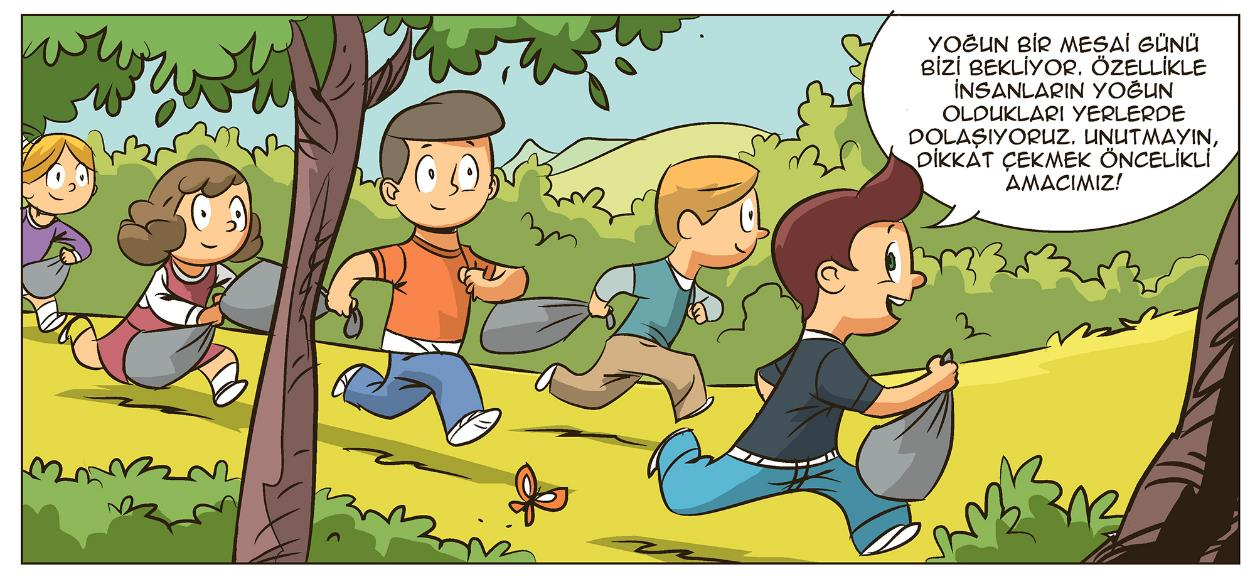 YOĞUN BİR MESAİ GÜNÜ
BİZİ BEKLİYOR. ÖZELLİKLE
İNSANLARIN YOĞUN
OLDUKLARI YERLERDE
DOLAŞIYORUZ. UNUTMAYIN,
DİKKAT ÇEKMEK ÖNCELİKLİ
AMACIMIZ!